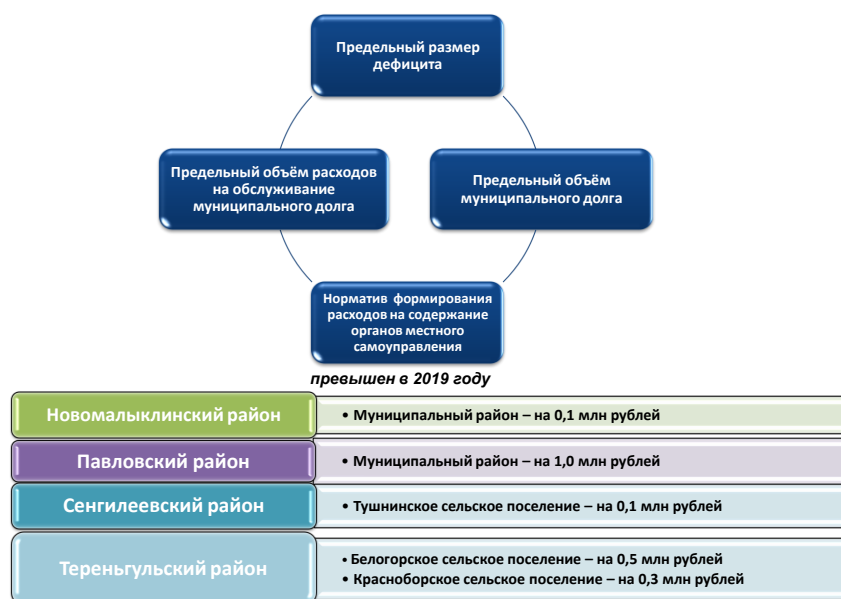 Предельный размер
дефицита
Предельный объём расходов
на обслуживание
муниципального долга
Предельный объём
муниципального долга
Норматив формирования
расходов на содержание
органов местного
самоуправления
превышен в 2019 году
Новомалыклинский район
• Муниципальный район – на 0,1 млн рублей
Павловский район
• Муниципальный район – на 1,0 млн рублей
Сенгилеевский район
• Тушнинское сельское поселение – на 0,1 млн рублей
Тереньгульский район
• Белогорское сельское поселение – на 0,5 млн рублей
• Красноборское сельское поселение – на 0,3 млн рублей